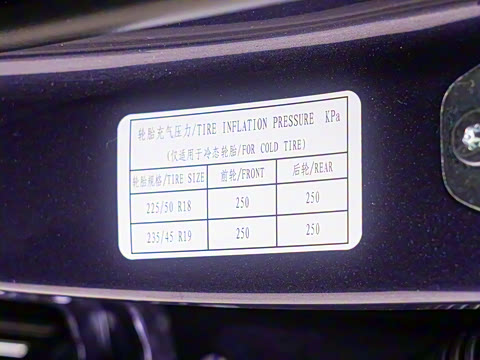 轮胎充气压力/TIRE INFLATION PRESSURE KPa
(仅适用于冷态轮胎/FOR COLD TIRE)
轮胎规格/TIRE SIZE 前轮/FRONT 后轮/REAR
225/50 R18 250 250
235/45 R19 250 250